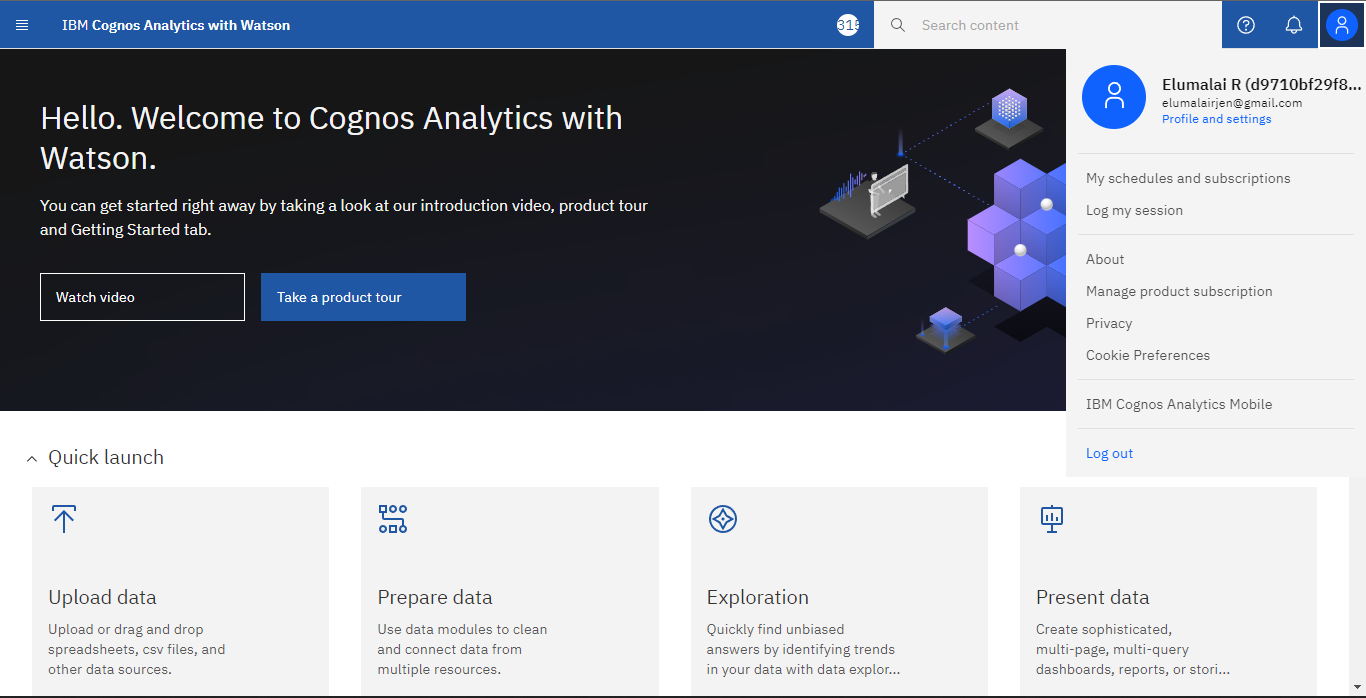 IBM Cognos Analytics with Watson
315
Search content
Hello. Welcome to Cognos Analytics with
Watson.
You can get started right away by taking a look at our introduction video, product tour
and Getting Started tab.
Watch video
Take a product tour
Elumalai R (d9710bf29f8...
elumalairjen@gmail.com
Profile and settings
My schedules and subscriptions
Log my session
About
Manage product subscription
Privacy
Cookie Preferences
IBM Cognos Analytics Mobile
Log out
Quick launch
Upload data
Upload or drag and drop
spreadsheets, csv files, and
other data sources.
Prepare data
Use data modules to clean
and connect data from
multiple resources.
Exploration
Quickly find unbiased
answers by identifying trends
in your data with data explor...
Present data
Create sophisticated,
multi-page, multi-query
dashboards, reports, or stori...